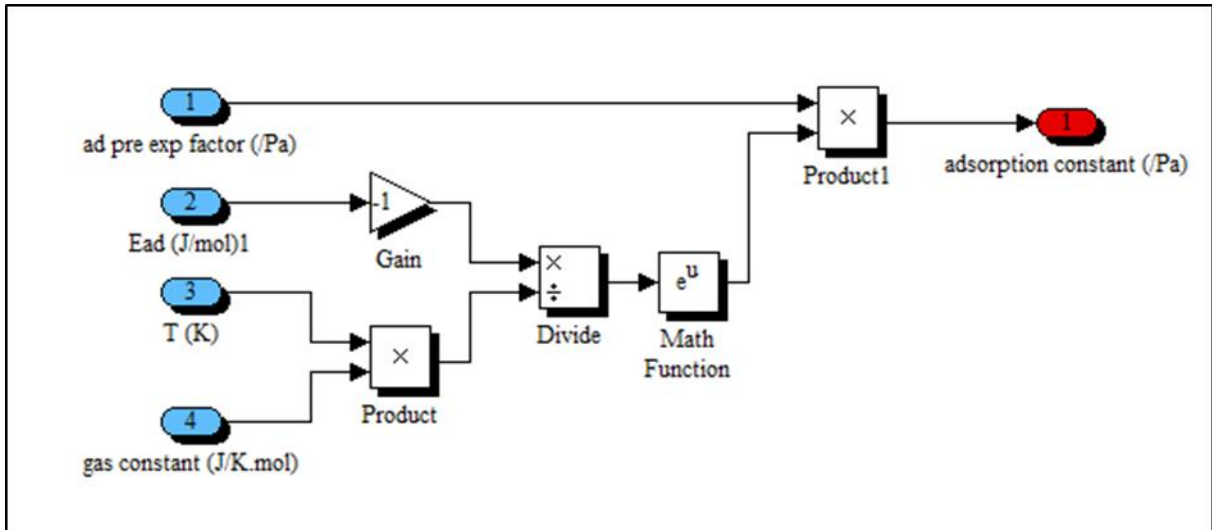 1
ad pre exp factor (/Pa)
×
Product1
1
adsorption constant (/Pa)
2
Ead (J/mol)1
-1
Gain
3
T (K)
×
÷
Divide
e^u
Math
Function
×
Product
4
gas constant (J/K.mol)